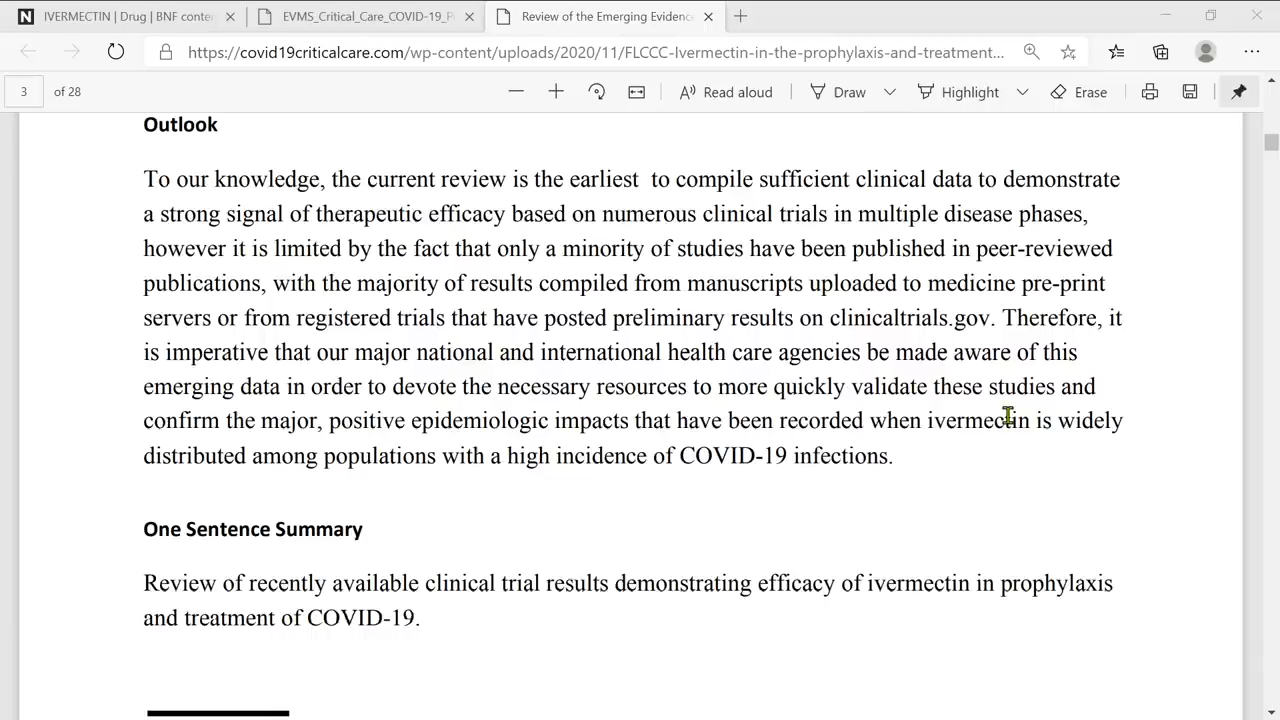 IVERMECTIN | Drug | BNF conten
EVMS_Critical_Care_COVID-19_P
Review of the Emerging Evidence
https://covid19criticalcare.com/wp-content/uploads/2020/11/FLCCC-Ivermectin-in-the-prophylaxis-and-treatment...
3 of 28
Read aloud
Draw
Highlight
Erase
Outlook
To our knowledge, the current review is the earliest to compile sufficient clinical data to demonstrate
a strong signal of therapeutic efficacy based on numerous clinical trials in multiple disease phases,
however it is limited by the fact that only a minority of studies have been published in peer-reviewed
publications, with the majority of results compiled from manuscripts uploaded to medicine pre-print
servers or from registered trials that have posted preliminary results on clinicaltrials.gov. Therefore, it
is imperative that our major national and international health care agencies be made aware of this
emerging data in order to devote the necessary resources to more quickly validate these studies and
confirm the major, positive epidemiologic impacts that have been recorded when ivermectin is widely
distributed among populations with a high incidence of COVID-19 infections.
One Sentence Summary
Review of recently available clinical trial results demonstrating efficacy of ivermectin in prophylaxis
and treatment of COVID-19.